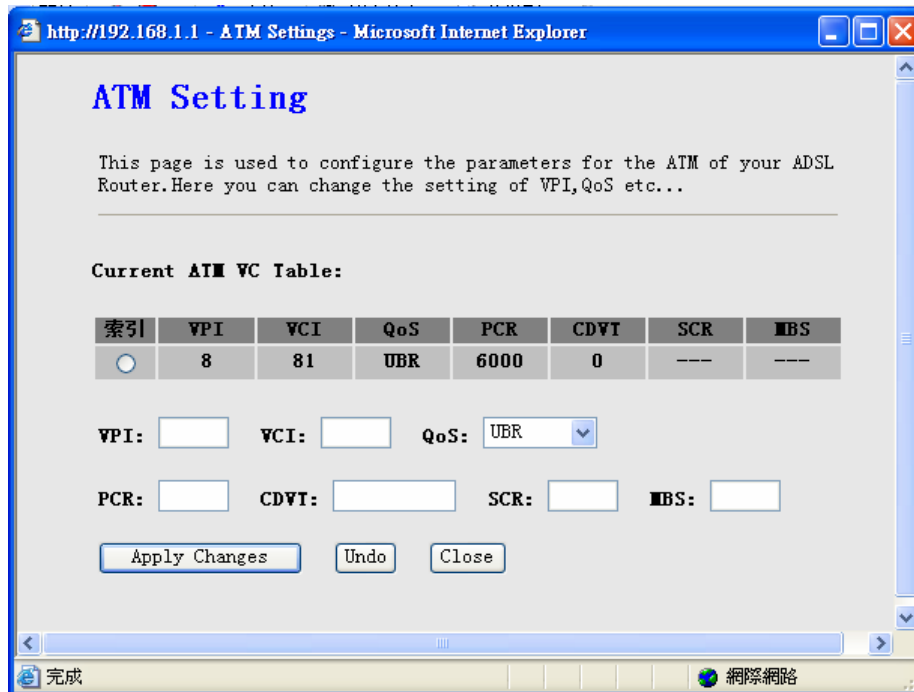 http://192.168.1.1 - ATM Settings - Microsoft Internet Explorer
ATM Setting
This page is used to configure the parameters for the ATM of your ADSL
Router.Here you can change the setting of VPI,QoS etc...
Current ATM VC Table:
索引 VPI VCI QoS PCR CDVT SCR MBS
8 81 UBR 6000 0 --- ---
VPI: VCI: QoS: UBR
PCR: CDVT: SCR: MBS:
Apply Changes Undo Close
完成 網際網路